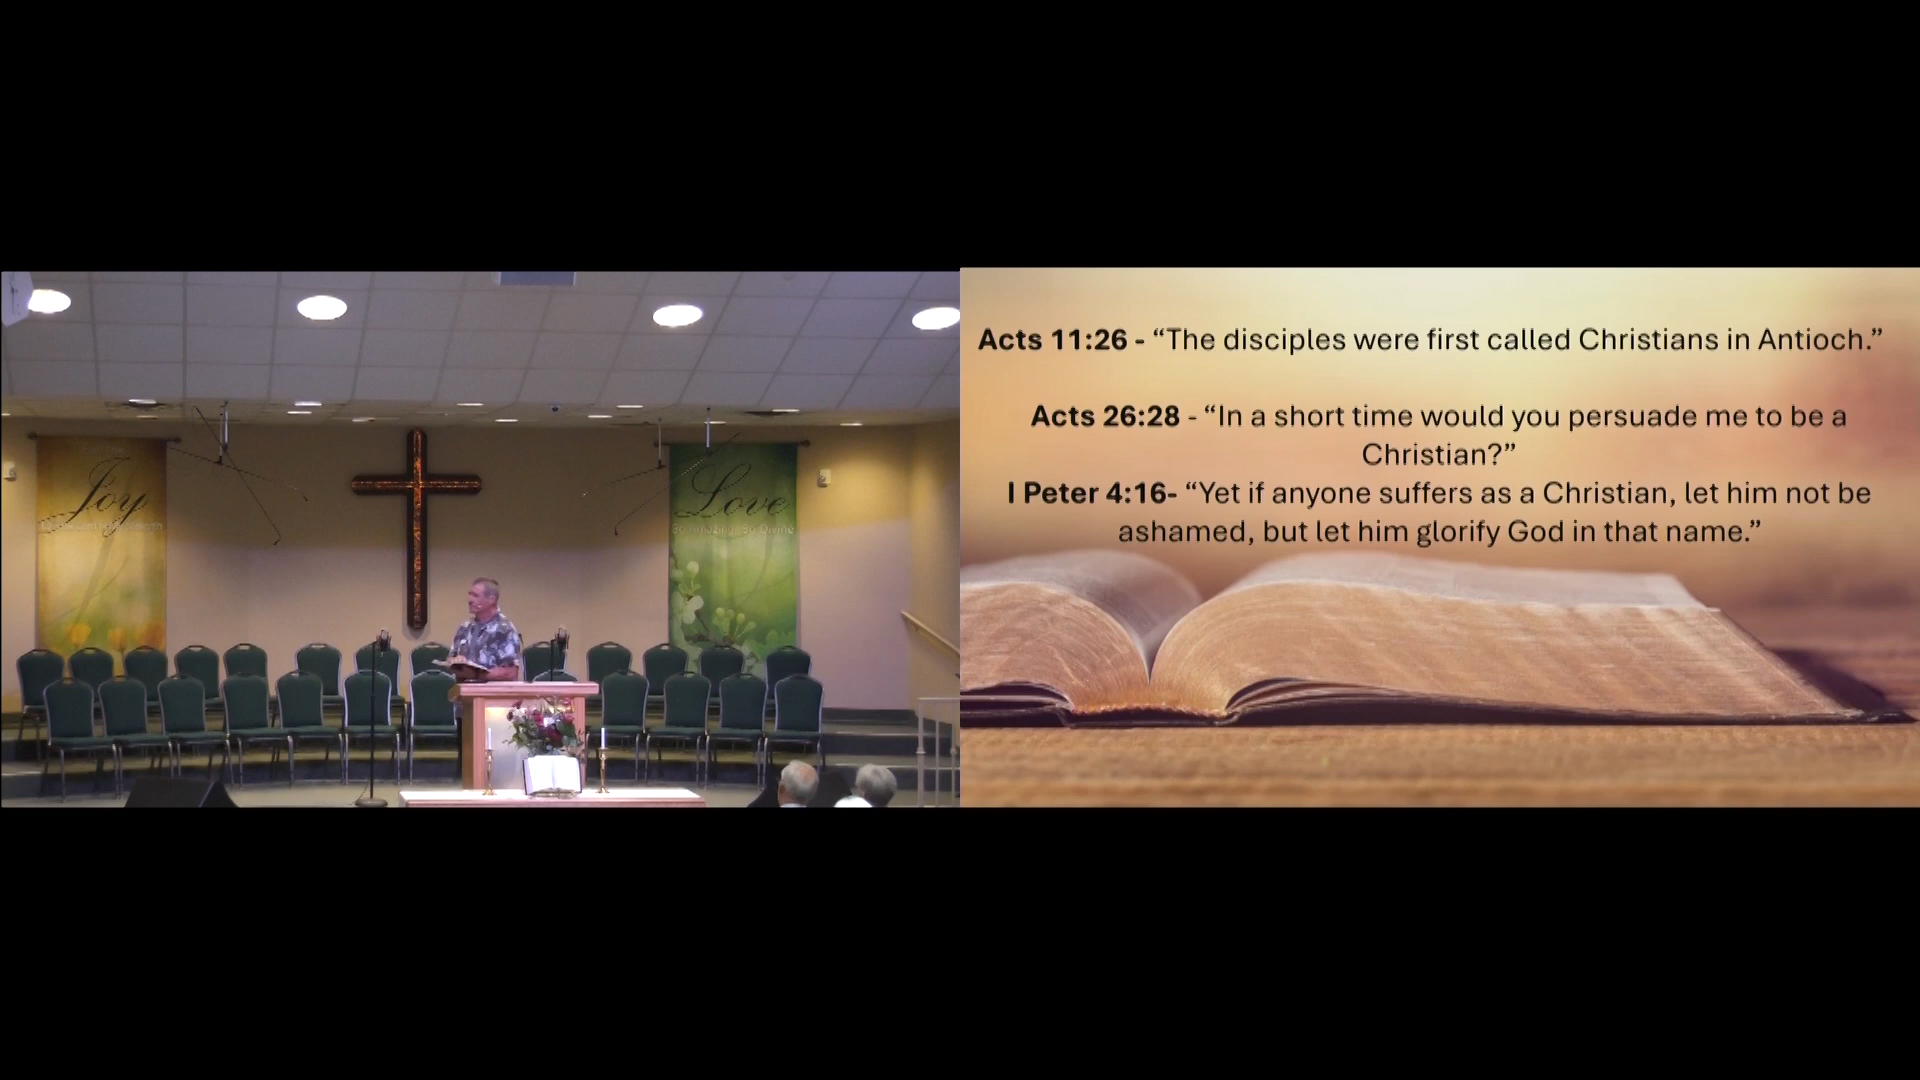 Joy
Love
So Amazing! So Divine
Acts 11:26 - “The disciples were first called Christians in Antioch.”
Acts 26:28 - “In a short time would you persuade me to be a
Christian?”
I Peter 4:16- “Yet if anyone suffers as a Christian, let him not be
ashamed, but let him glorify God in that name.”